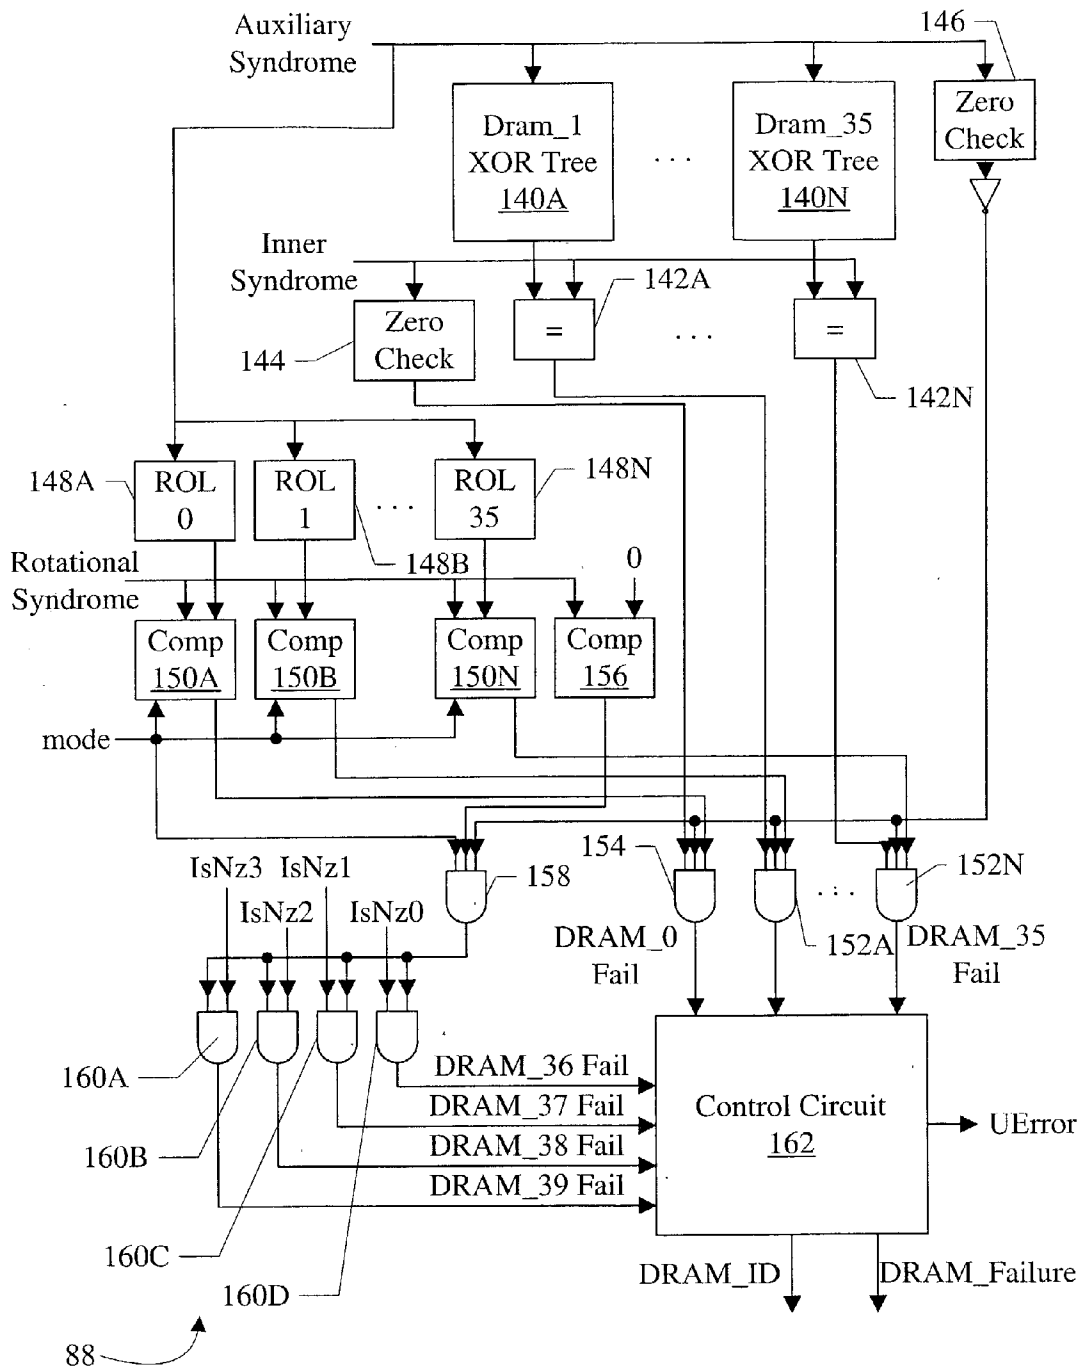 Auxiliary
Syndrome
146
Dram_1
XOR Tree
140A
. . .
Dram_35
XOR Tree
140N
Zero
Check
Inner
Syndrome
144
Zero
Check
=
142A
. . .
=
142N
148A
ROL
0
ROL
1
148B
. . .
ROL
35
148N
Rotational
Syndrome
0
Comp
150A
Comp
150B
Comp
150N
Comp
156
mode
IsNz3
IsNz2
IsNz1
IsNz0
158
154
152A
. . .
152N
DRAM_0
Fail
DRAM_35
Fail
160A
160B
160C
160D
DRAM_36 Fail
DRAM_37 Fail
DRAM_38 Fail
DRAM_39 Fail
Control Circuit
162
UError
DRAM_ID
DRAM_Failure
88